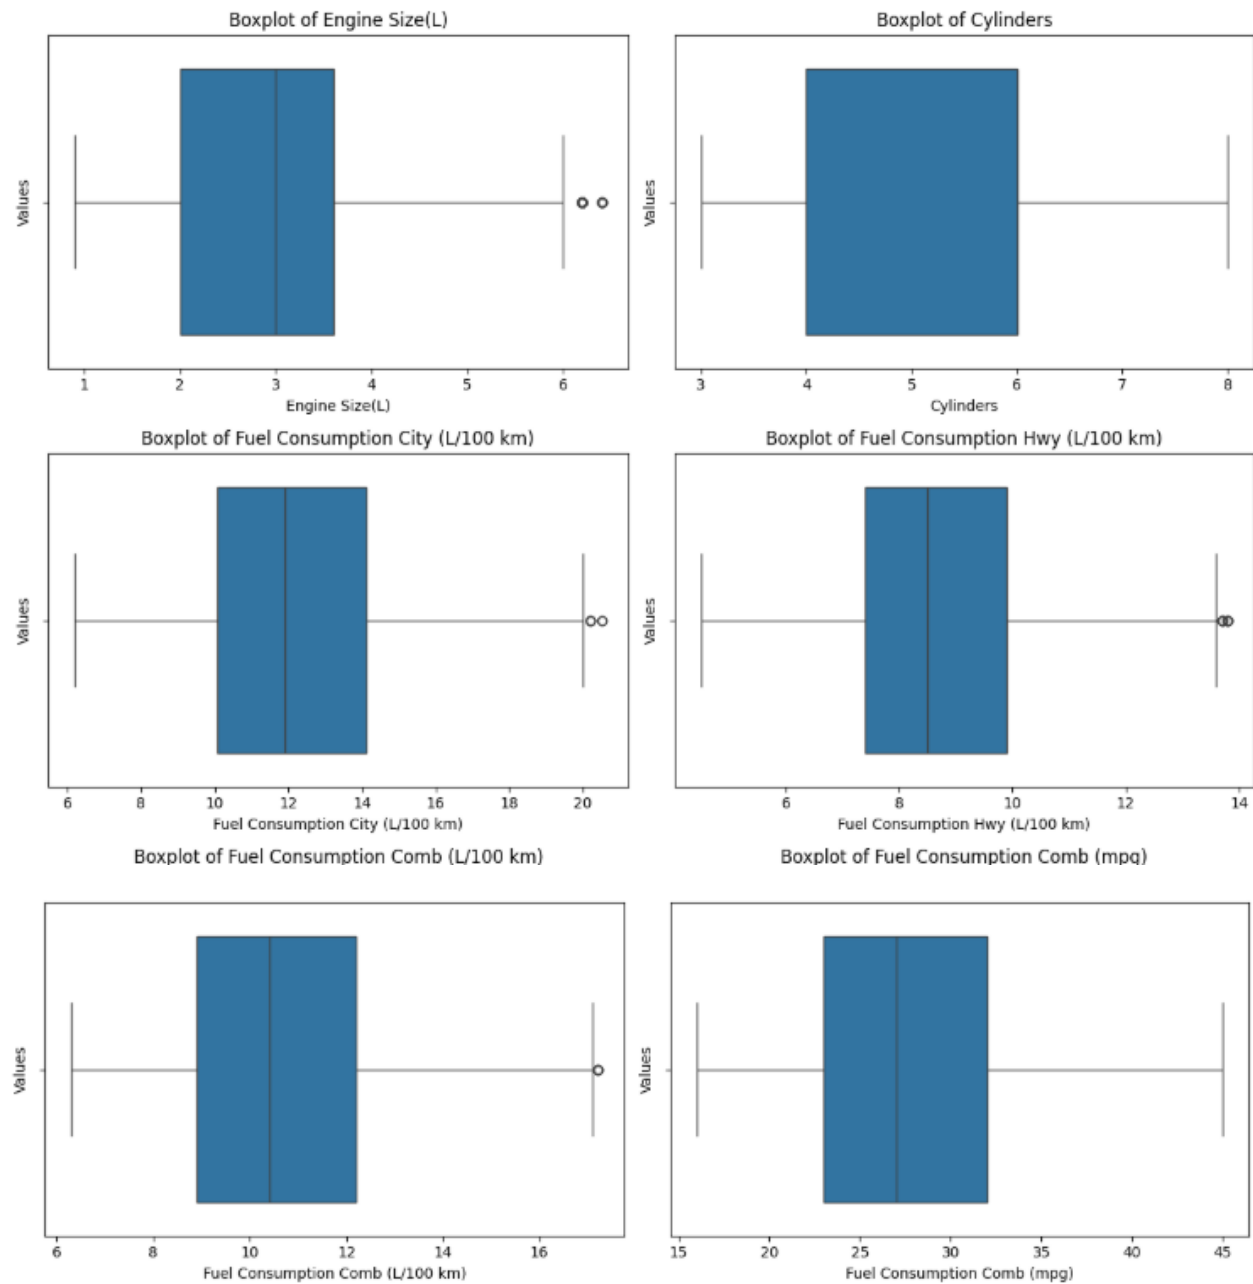 Boxplot of Engine Size(L)
Values
1 2 3 4 5 6
Engine Size(L)
Boxplot of Cylinders
Values
3 4 5 6 7 8
Cylinders
Boxplot of Fuel Consumption City (L/100 km)
Values
6 8 10 12 14 16 18 20
Fuel Consumption City (L/100 km)
Boxplot of Fuel Consumption Hwy (L/100 km)
Values
6 8 10 12 14
Fuel Consumption Hwy (L/100 km)
Boxplot of Fuel Consumption Comb (L/100 km)
Values
6 8 10 12 14 16
Fuel Consumption Comb (L/100 km)
Boxplot of Fuel Consumption Comb (mpg)
Values
15 20 25 30 35 40 45
Fuel Consumption Comb (mpg)